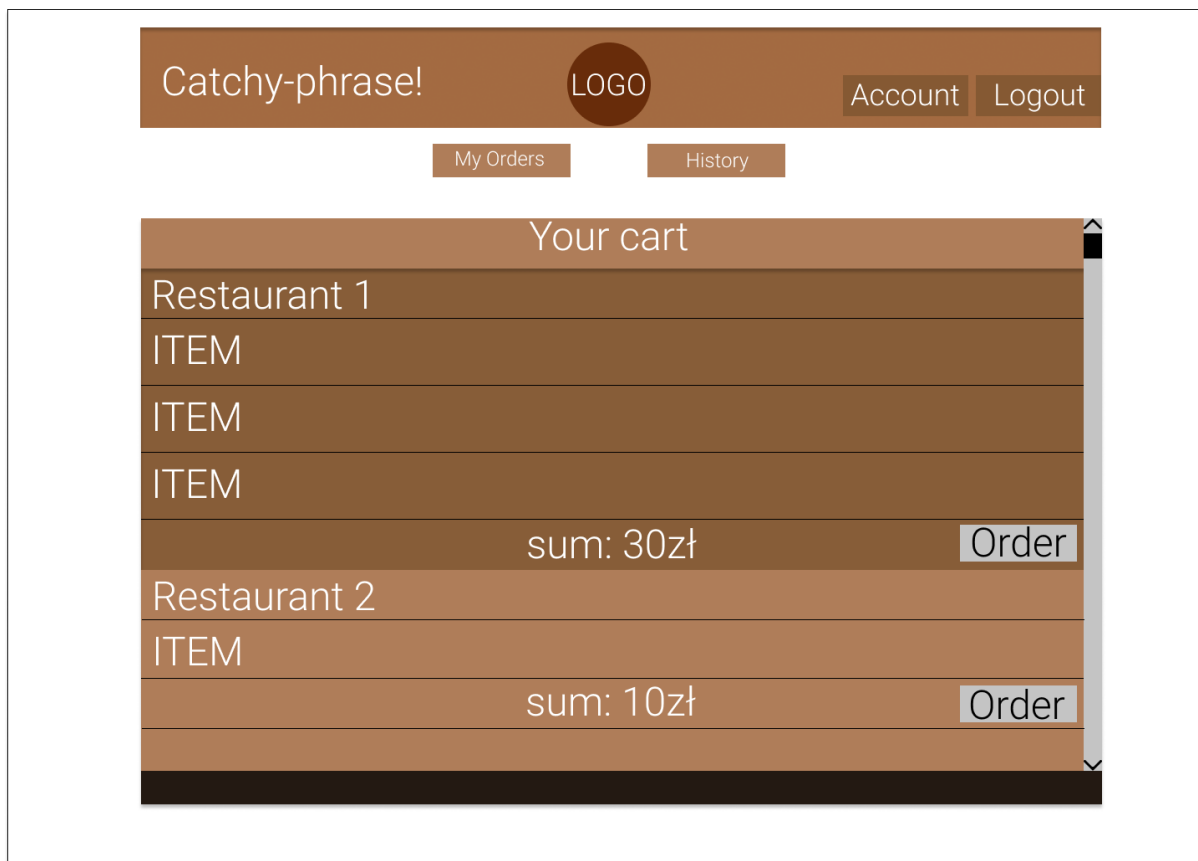 Catchy-phrase!
LOGO
Account
Logout
My Orders
History
Your cart
Restaurant 1
ITEM
ITEM
ITEM
sum: 30zł
Order
Restaurant 2
ITEM
sum: 10zł
Order